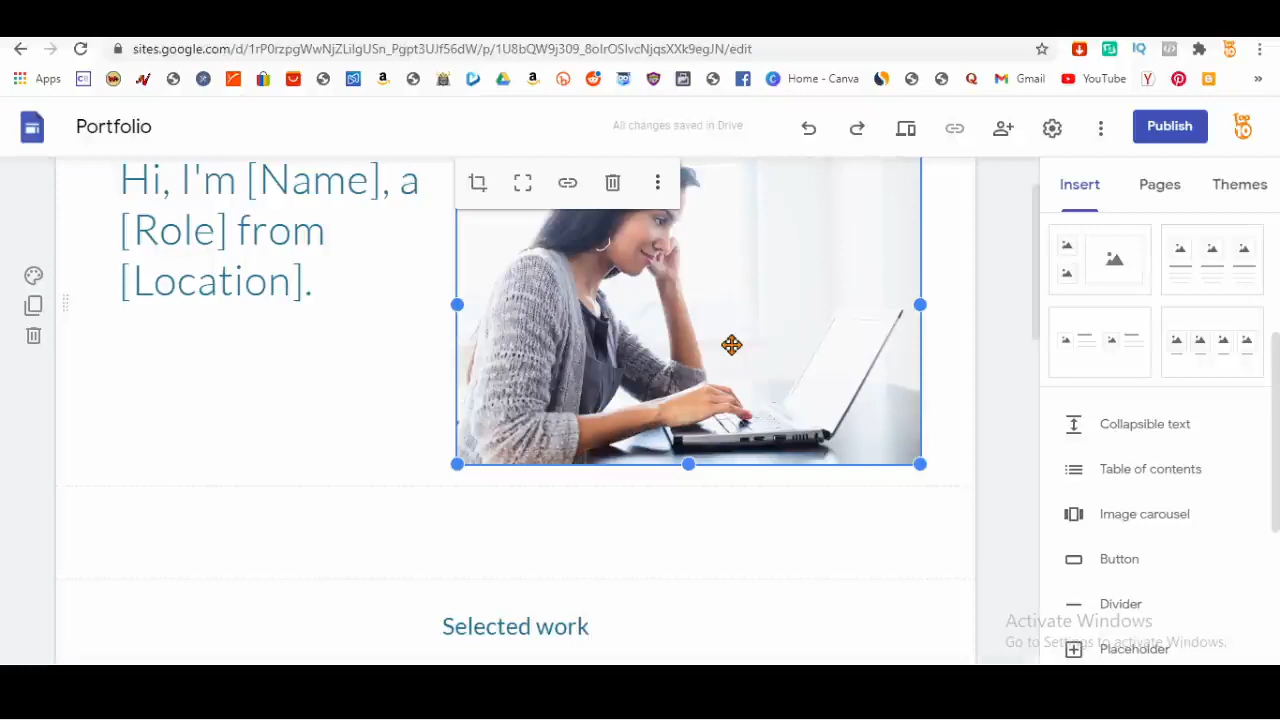 sites.google.com/d/1rP0rzpgWwNjZLilgUSn_Pgpt3UJf56dW/p/1U8bQW9j309_8oIrOSlvcNjqsXXk9egJN/edit
Apps
Home - Canva
Gmail
YouTube
»
Portfolio
All changes saved in Drive
Publish
Hi, I'm [Name], a
[Role] from
[Location].
Insert
Pages
Themes
Collapsible text
Table of contents
Image carousel
Button
Divider
Activate Windows
Go to Settings to activate Windows.
Placeholder
Selected work